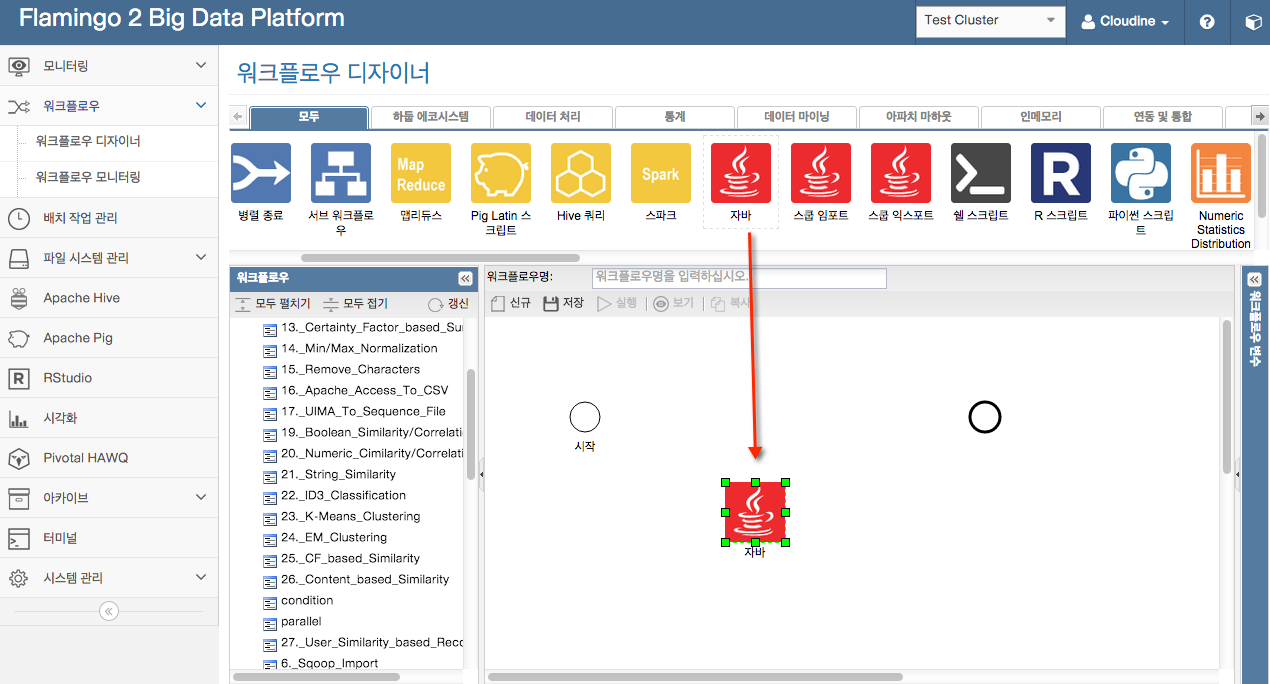 Flamingo 2 Big Data Platform
Test Cluster
Cloudine
모니터링
워크플로우
워크플로우 디자이너
워크플로우 모니터링
배치 작업 관리
파일 시스템 관리
Apache Hive
Apache Pig
RStudio
시각화
Pivotal HAWQ
아카이브
터미널
시스템 관리
워크플로우 디자이너
모두
하둡 에코시스템
데이터 처리
통계
데이터 마이닝
아파치 마하웃
인메모리
연동 및 통합
Map
Reduce
Spark
R
병렬 종료
서브 워크플로
우
맵리듀스
Pig Latin 스
크립트
Hive 쿼리
스파크
자바
스쿱 임포트
스쿱 익스포트
쉘 스크립트
R 스크립트
파이썬 스크립
트
Numeric
Statistics
Distribution
워크플로우
모두 펼치기
모두 접기
갱신
13._Certainty_Factor_based_Su
14._Min/Max_Normalization
15._Remove_Characters
16._Apache_Access_To_CSV
17._UIMA_To_Sequence_File
19._Boolean_Similarity/Correlati
20._Numeric_Cimilarity/Correlati
21._String_Similarity
22._ID3_Classification
23._K-Means_Clustering
24._EM_Clustering
25._CF_based_Similarity
26._Content_based_Similarity
condition
parallel
27._User_Similarity_based_Reco
6._Sqoop_Import
워크플로우명:
워크플로우명을 입력하십시오.
신규
저장
실행
보기
복사
시작
자바
워크플로우 변수